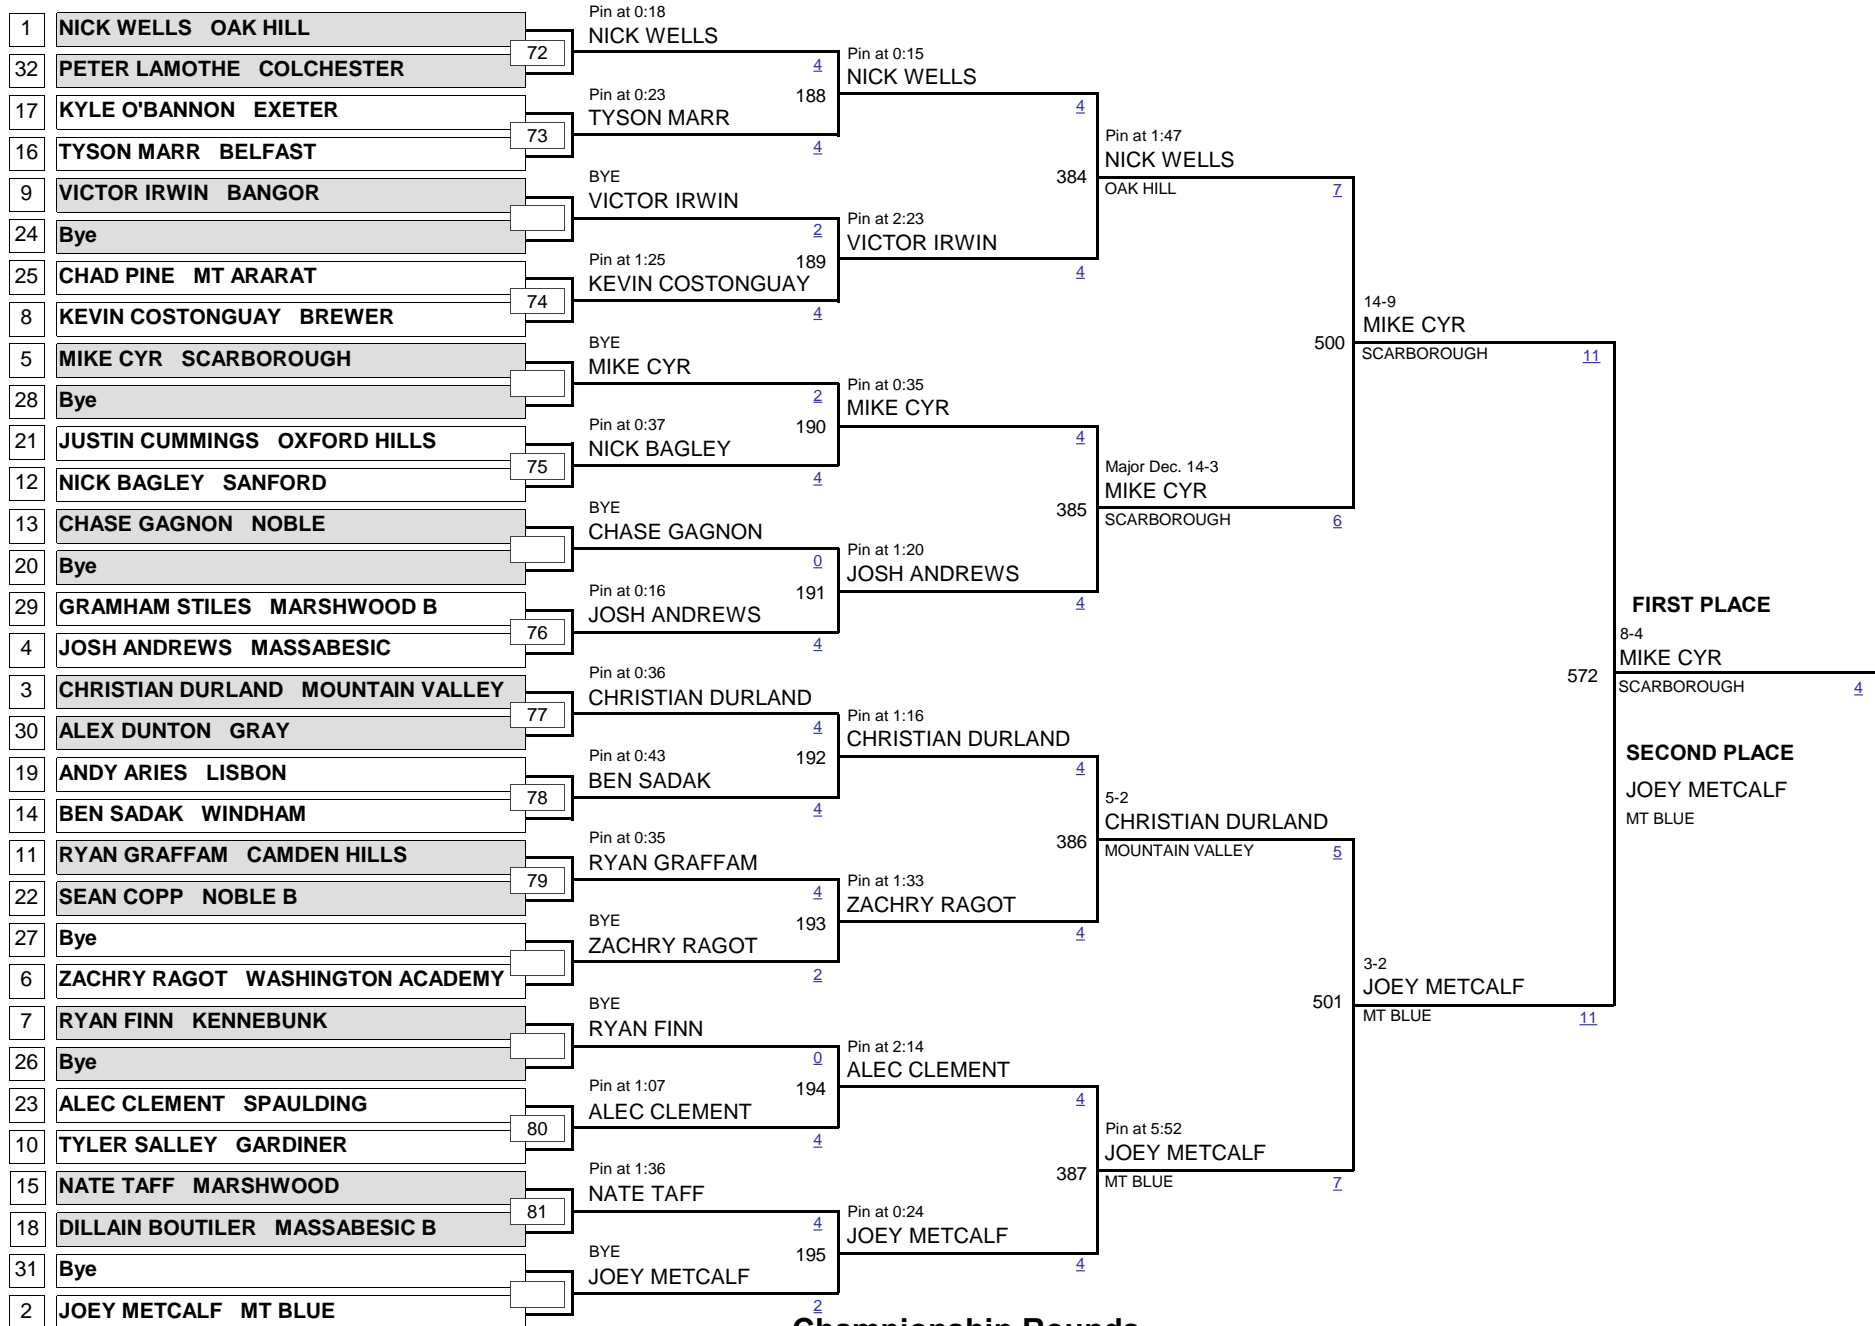 1 NICK WELLS OAK HILL
32 PETER LAMOTHE COLCHESTER
17 KYLE O'BANNON EXETER
16 TYSON MARR BELFAST
9 VICTOR IRWIN BANGOR
24 Bye
25 CHAD PINE MT ARARAT
8 KEVIN COSTONGUAY BREWER
5 MIKE CYR SCARBOROUGH
28 Bye
21 JUSTIN CUMMINGS OXFORD HILLS
12 NICK BAGLEY SANFORD
13 CHASE GAGNON NOBLE
20 Bye
29 GRAMHAM STILES MARSHWOOD B
4 JOSH ANDREWS MASSABESIC
3 CHRISTIAN DURLAND MOUNTAIN VALLEY
30 ALEX DUNTON GRAY
19 ANDY ARIES LISBON
14 BEN SADAK WINDHAM
11 RYAN GRAFFAM CAMDEN HILLS
22 SEAN COPP NOBLE B
27 Bye
6 ZACHRY RAGOT WASHINGTON ACADEMY
7 RYAN FINN KENNEBUNK
26 Bye
23 ALEC CLEMENT SPAULDING
10 TYLER SALLEY GARDINER
15 NATE TAFF MARSHWOOD
18 DILLAIN BOUTILER MASSABESIC B
31 Bye
2 JOEY METCALF MT BLUE
72
73
74
75
76
77
78
79
80
81
Pin at 0:18
NICK WELLS
4
188
Pin at 0:23
TYSON MARR
4
BYE
VICTOR IRWIN
2
189
Pin at 1:25
KEVIN COSTONGUAY
4
BYE
MIKE CYR
2
190
Pin at 0:37
NICK BAGLEY
4
BYE
CHASE GAGNON
0
191
Pin at 0:16
JOSH ANDREWS
4
Pin at 0:36
CHRISTIAN DURLAND
4
192
Pin at 0:43
BEN SADAK
4
Pin at 0:35
RYAN GRAFFAM
4
193
BYE
ZACHRY RAGOT
2
BYE
RYAN FINN
0
194
Pin at 1:07
ALEC CLEMENT
4
Pin at 1:36
NATE TAFF
4
195
BYE
JOEY METCALF
2
Pin at 0:15
NICK WELLS
4
384
Pin at 2:23
VICTOR IRWIN
4
Pin at 0:35
MIKE CYR
4
385
Pin at 1:20
JOSH ANDREWS
4
Pin at 1:16
CHRISTIAN DURLAND
4
386
Pin at 1:33
ZACHRY RAGOT
4
Pin at 2:14
ALEC CLEMENT
4
387
Pin at 0:24
JOEY METCALF
4
Pin at 1:47
NICK WELLS
OAK HILL
7
500
Major Dec. 14-3
MIKE CYR
SCARBOROUGH
6
5-2
CHRISTIAN DURLAND
MOUNTAIN VALLEY
5
501
Pin at 5:52
JOEY METCALF
MT BLUE
7
14-9
MIKE CYR
SCARBOROUGH
11
572
3-2
JOEY METCALF
MT BLUE
11
FIRST PLACE
8-4
MIKE CYR
SCARBOROUGH
4
SECOND PLACE
JOEY METCALF
MT BLUE
Championship Rounds